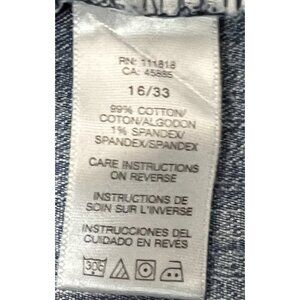 RN: 111818
CA: 45885
16/33
99% COTTON/
COTON/ALGODON
1% SPANDEX/
SPANDEX/SPANDEX
CARE INSTRUCTIONS
ON REVERSE
INSTRUCTIONS DE
SOIN SUR L'INVERSE
INSTRUCCIONES DEL
CUIDADO EN REVÉS